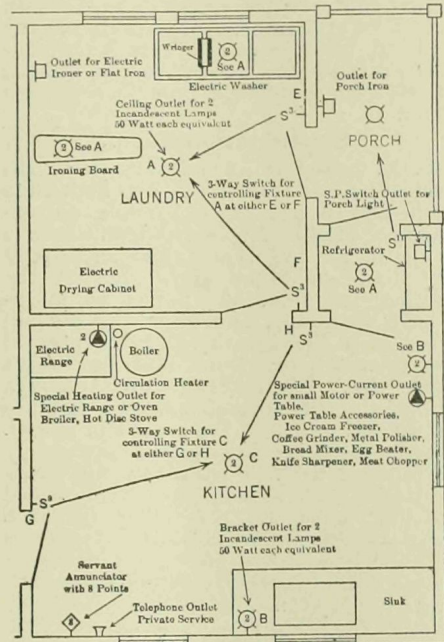 Outlet for Electric
Ironer or Flat Iron
Wringer
2
See A
Electric Washer
Outlet for
Porch Iron
E
Ceiling Outlet for 2
Incandescent Lamps
50 Watt each equivalent
S3
PORCH
2 See A
Ironing Board
A 2
LAUNDRY
3-Way Switch for
controlling Fixture
A at either E or F
S.P. Switch Outlet for
Porch Light
S11
Refrigerator
2
See A
F
Electric
Drying Cabinet
S3
H
S3
2
Electric
Range
Boiler
See B
2
Circulation Heater
Special Heating Outlet for
Electric Range or Oven
Broiler, Hot Disc Stove
Special Power-Current Outlet
for small Motor or Power
Table.
Power Table Accessories,
Ice Cream Freezer,
Coffee Grinder, Metal Polisher,
Bread Mixer, Egg Beater,
Knife Sharpener, Meat Chopper
3-Way Switch for
controlling Fixture C
at either G or H
2 C
KITCHEN
S3
G
Bracket Outlet for 2
Incandescent Lamps
50 Watt each equivalent
Servant
Annunciator
with 8 Points
Telephone Outlet
Private Service
8
2 B
Sink